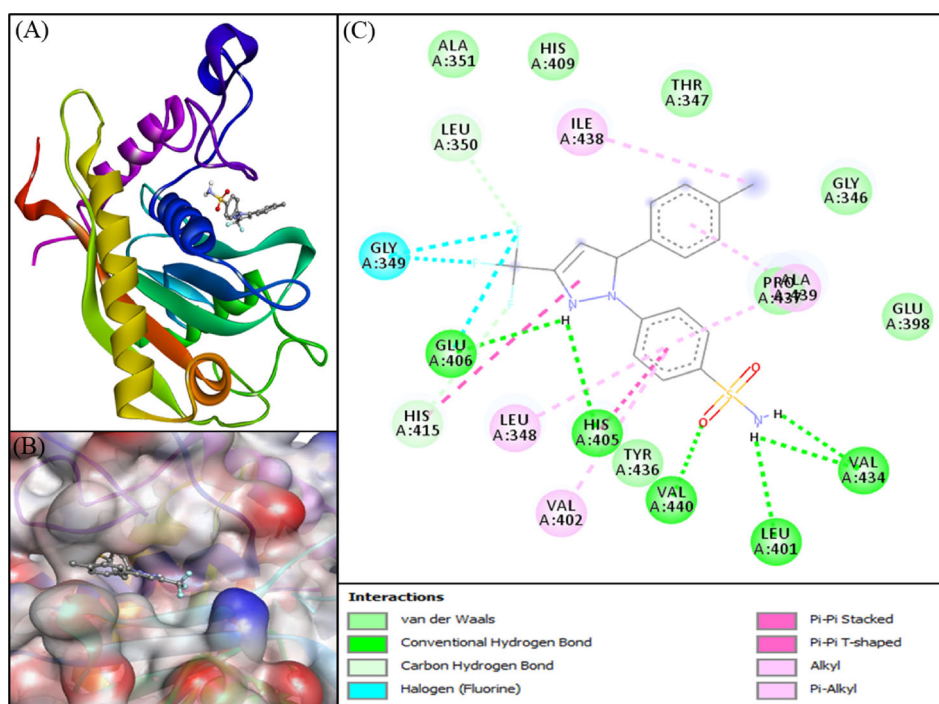 (A)
(B)
(C)
ALA
A:351
HIS
A:409
THR
A:347
LEU
A:350
ILE
A:438
GLY
A:346
GLY
A:349
PRO
A:437
ALA
A:439
GLU
A:398
GLU
A:406
HIS
A:415
LEU
A:348
HIS
A:405
TYR
A:436
VAL
A:402
VAL
A:440
LEU
A:401
VAL
A:434
N
H
N
O
S
O
N
H
H
Interactions
van der Waals
Conventional Hydrogen Bond
Carbon Hydrogen Bond
Halogen (Fluorine)
Pi-Pi Stacked
Pi-Pi T-shaped
Alkyl
Pi-Alkyl